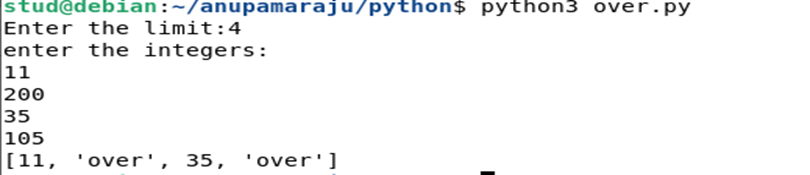 stud@debian:~/anupamaraju/python$ python3 over.py
Enter the limit:4
enter the integers:
11
200
35
105
[11, 'over', 35, 'over']